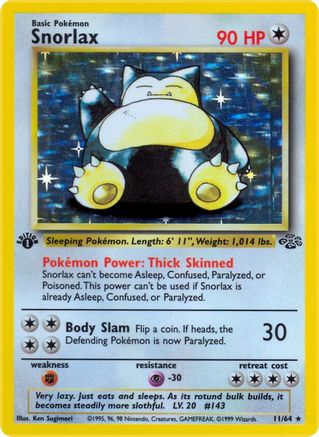 Basic Pokémon
Snorlax 90 HP
EDITION
1
Sleeping Pokémon. Length: 6' 11", Weight: 1,014 lbs.
Pokémon Power: Thick Skinned
Snorlax can't become Asleep, Confused, Paralyzed, or
Poisoned. This power can't be used if Snorlax is
already Asleep, Confused, or Paralyzed.
Body Slam Flip a coin. If heads, the
Defending Pokémon is now Paralyzed. 30
weakness resistance retreat cost
-30
Very lazy. Just eats and sleeps. As its rotund bulk builds, it
becomes steadily more slothful. LV. 20 #143
Illus. Ken Sugimori ©1995, 96, 98 Nintendo, Creatures, GAMEFREAK. ©1999 Wizards. 11/64 ★